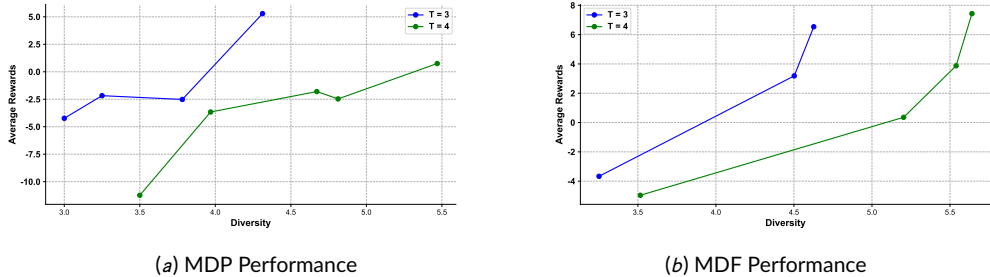 5.0
2.5
0.0
-2.5
-5.0
-7.5
-10.0
Average Rewards
T = 3
T = 4
3.0 3.5 4.0 4.5 5.0 5.5
Diversity
(a) MDP Performance
8
6
4
2
0
-2
-4
Average Rewards
T = 3
T = 4
3.5 4.0 4.5 5.0 5.5
Diversity
(b) MDF Performance